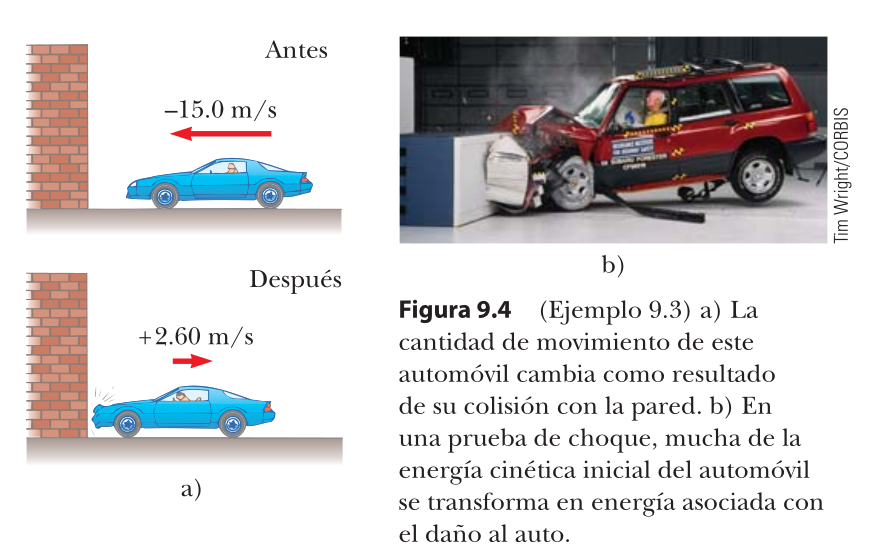 Antes
–15.0 m/s
Después
+2.60 m/s
a)
SUBARU FORESTER
Tim Wright/CORBIS
b)
Figura 9.4 (Ejemplo 9.3) a) La
cantidad de movimiento de este
automóvil cambia como resultado
de su colisión con la pared. b) En
una prueba de choque, mucha de la
energía cinética inicial del automóvil
se transforma en energía asociada con
el daño al auto.